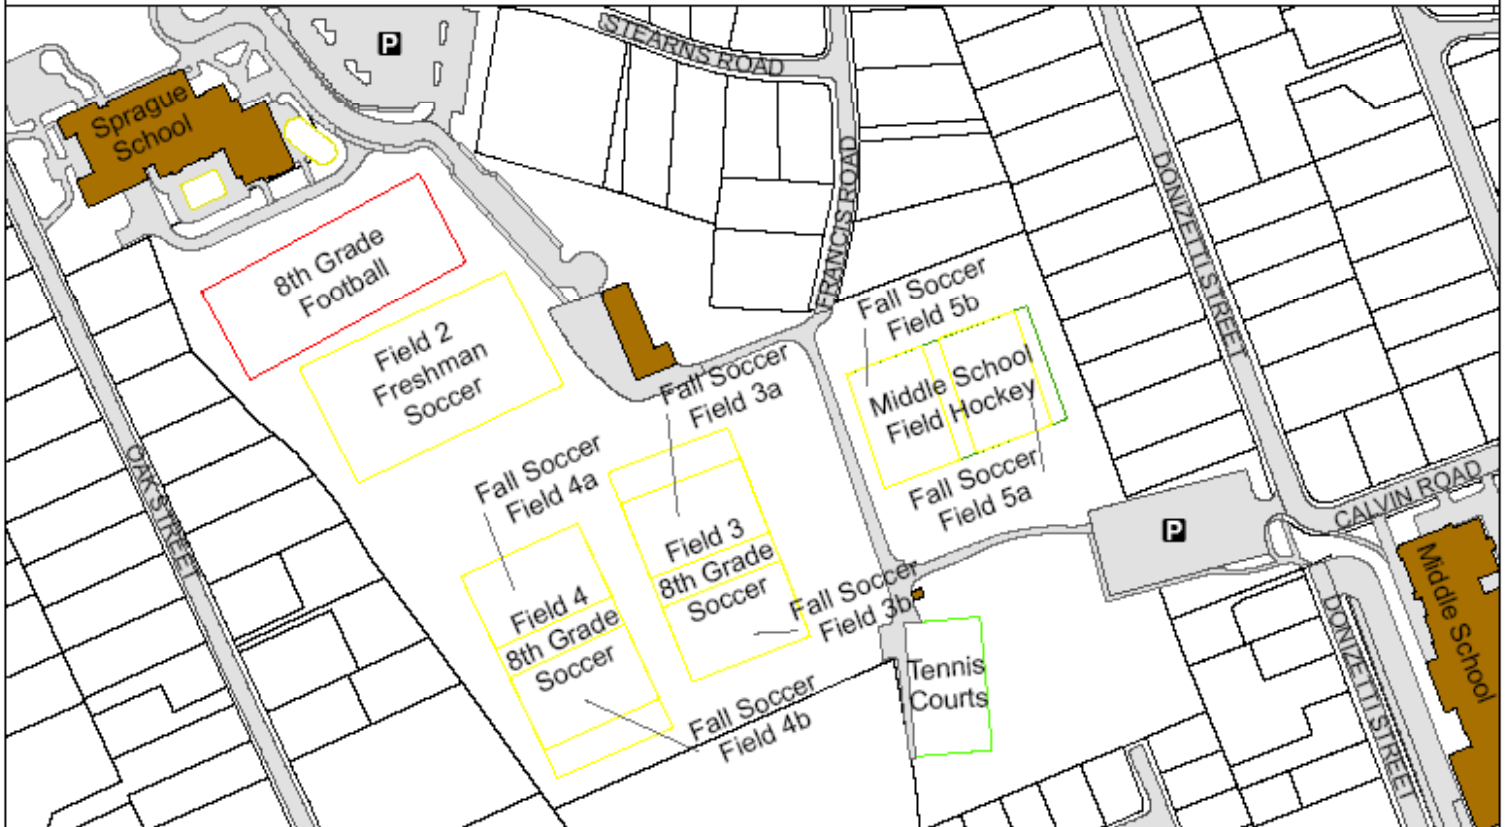 P
STEARNS ROAD
Sprague
School
FRANCIS ROAD
DONIZETTI STREET
8th Grade
Football
Fall Soccer
Field 5b
Field 2
Freshman
Soccer
Fall Soccer
Field 3a
Middle School
Field Hockey
OAK STREET
Fall Soccer
Field 4a
Fall Soccer
Field 5a
CALVIN ROAD
P
Field 3
8th Grade
Soccer
Fall Soccer
Field 3b
Field 4
8th Grade
Soccer
Middle School
DONIZETTI STREET
Tennis
Courts
Fall Soccer
Field 4b